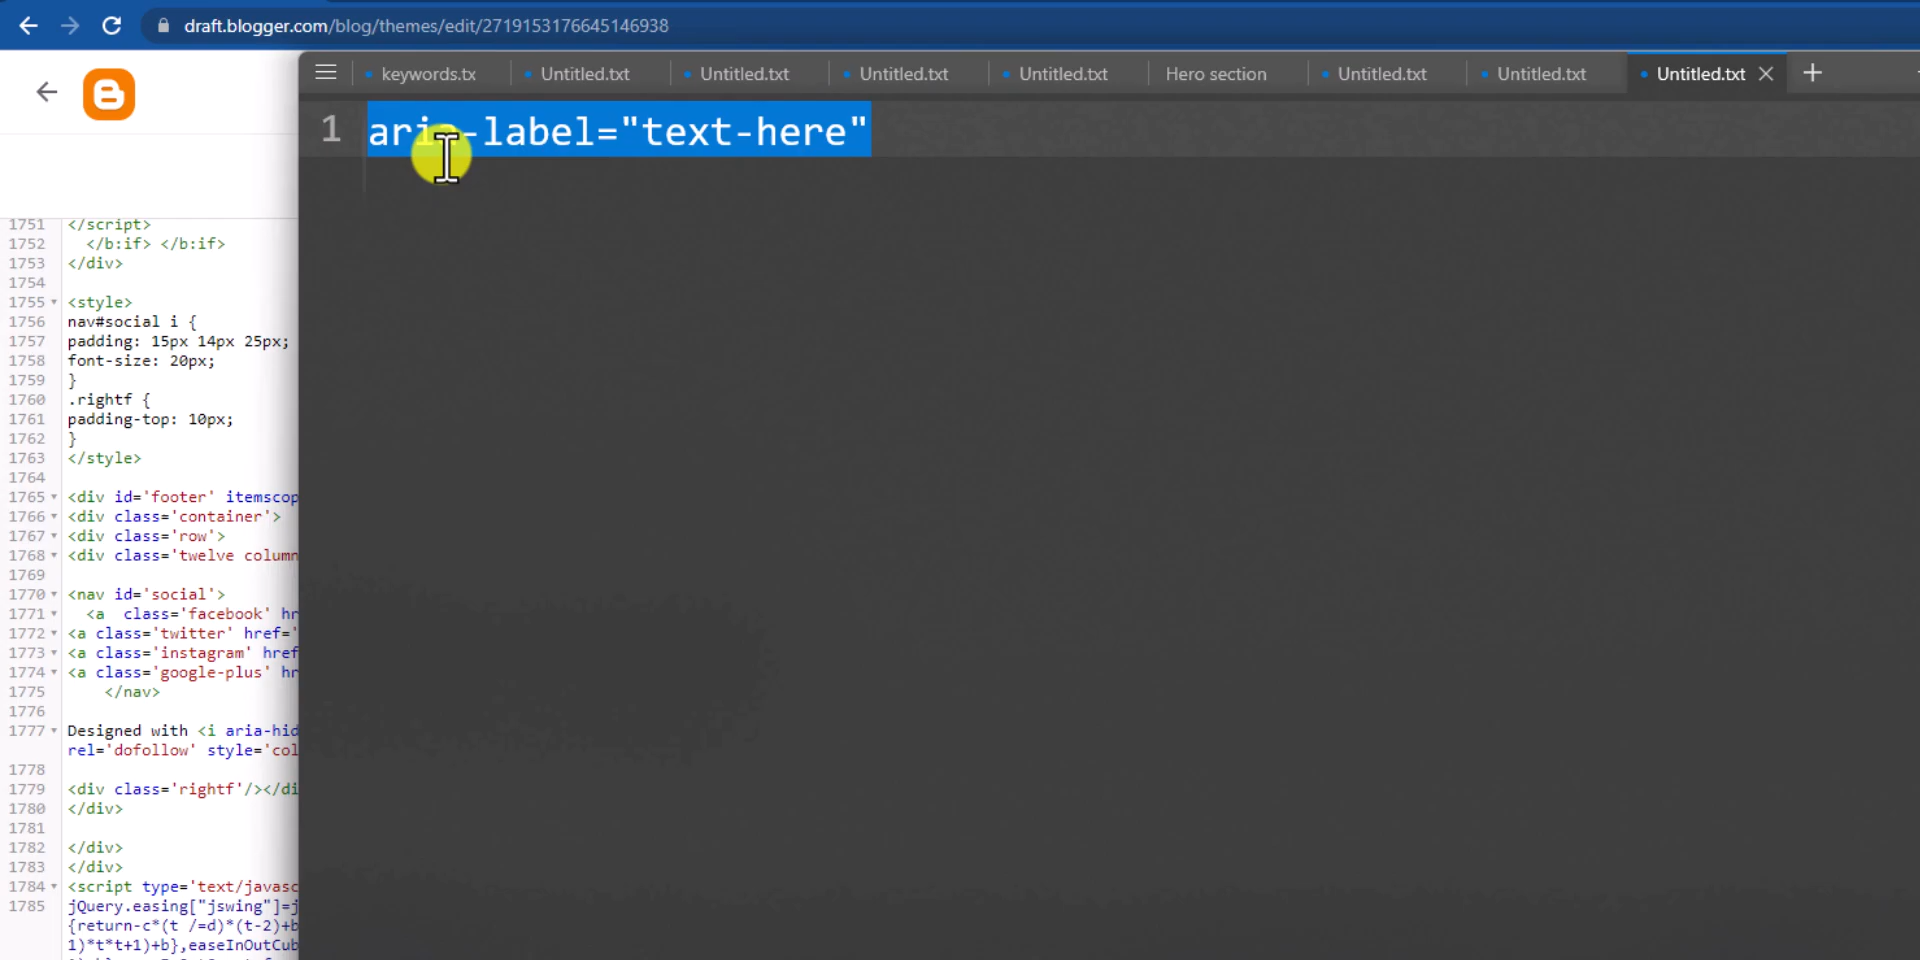 draft.blogger.com/blog/themes/edit/2719153176645146938
keywords.tx
Untitled.txt
Untitled.txt
Untitled.txt
Untitled.txt
Hero section
Untitled.txt
Untitled.txt
Untitled.txt
1 aria-label="text-here"
1751 </script>
1752 </b:if> </b:if>
1753 </div>
1754
1755 <style>
1756 nav#social i {
1757 padding: 15px 14px 25px;
1758 font-size: 20px;
1759 }
1760 .rightf {
1761 padding-top: 10px;
1762 }
1763 </style>
1764
1765 <div id='footer' itemscop
1766 <div class='container'>
1767 <div class='row'>
1768 <div class='twelve column
1769
1770 <nav id='social'>
1771 <a class='facebook' hr
1772 <a class='twitter' href='
1773 <a class='instagram' href
1774 <a class='google-plus' hr
1775 </nav>
1776
1777 Designed with <i aria-hid
rel='dofollow' style='col
1778
1779 <div class='rightf'/></di
1780 </div>
1781
1782 </div>
1783 </div>
1784 <script type='text/javasc
1785 jQuery.easing["jswing"]=j
{return-c*(t /=d)*(t-2)+b
1)*t*t+1)+b},easeInOutCub